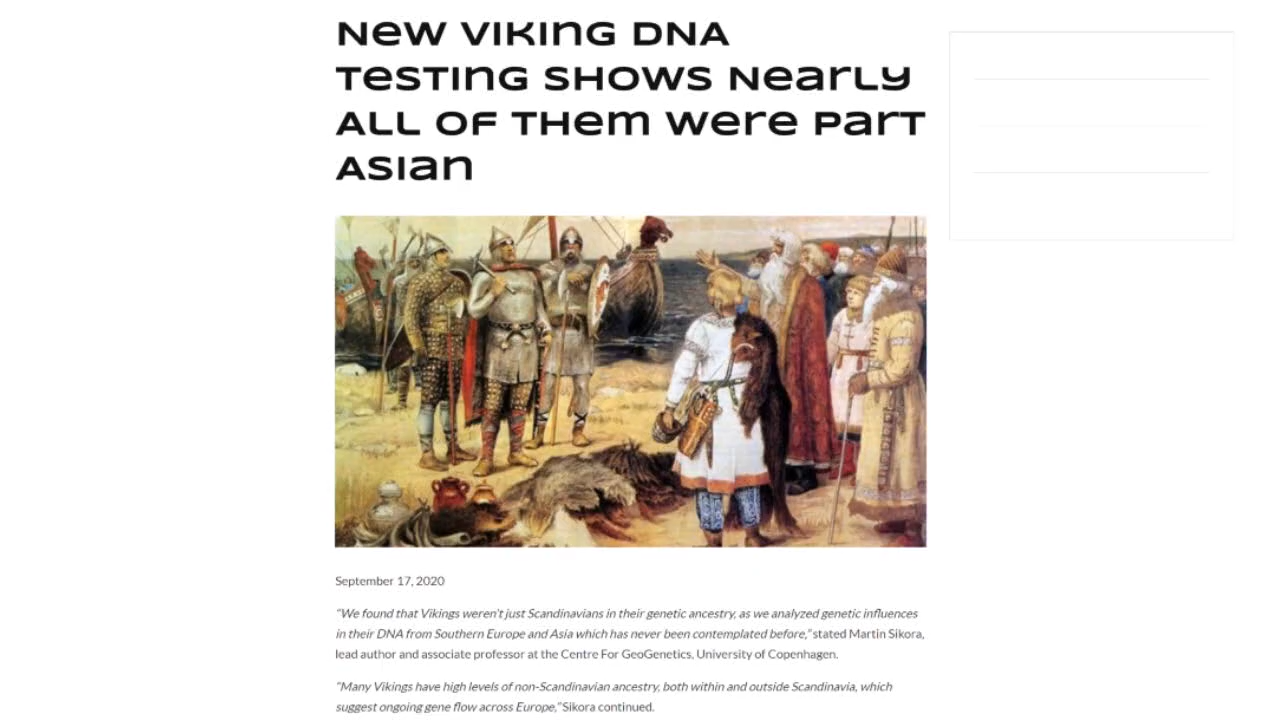 New Viking DNA
Testing Shows Nearly
All Of Them Were Part
Asian
September 17, 2020
"We found that Vikings weren't just Scandinavians in their genetic ancestry, as we analyzed genetic influences
in their DNA from Southern Europe and Asia which has never been contemplated before," stated Martin Sikora,
lead author and associate professor at the Centre For GeoGenetics, University of Copenhagen.
"Many Vikings have high levels of non-Scandinavian ancestry, both within and outside Scandinavia, which
suggest ongoing gene flow across Europe," Sikora continued.